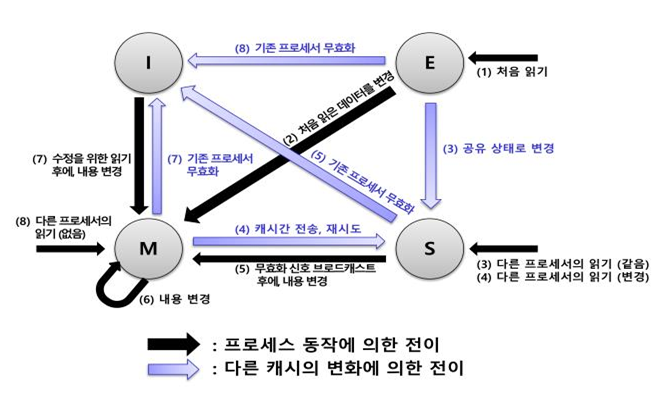 (8) 기존 프로세서 무효화
I
E
(1) 처음 읽기
(2) 처음 읽은 데이터를 변경
(3) 공유 상태로 변경
(7) 수정을 위한 읽기
후에, 내용 변경
(7) 기존 프로세서
무효화
(5) 기존 프로세서 무효화
(8) 다른 프로세서의
읽기 (없음)
M
(4) 캐시간 전송, 재시도
S
(5) 무효화 신호 브로드캐스트
후에, 내용 변경
(3) 다른 프로세서의 읽기 (같음)
(4) 다른 프로세서의 읽기 (변경)
(6) 내용 변경
: 프로세스 동작에 의한 전이
: 다른 캐시의 변화에 의한 전이